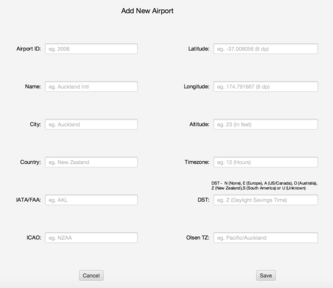 Add New Airport
Airport ID: eg. 2006
Latitude: eg. -37.008056 (6 dp)
Name: eg. Auckland Intl
Longitude: eg. 174.791667 (6 dp)
City: eg. Auckland
Altitude: eg. 23 (In feet)
Country: eg. New Zealand
Timezone: eg. 12 (Hours)
DST - N (None), E (Europe), A (US/Canada), O (Australia),
Z (New Zealand),S (South America) or U (Unknown)
IATA/FAA: eg. AKL
DST: eg. Z (Daylight Savings Time)
ICAO: eg. NZAA
Olsen TZ: eg. Pacific/Auckland
Cancel
Save